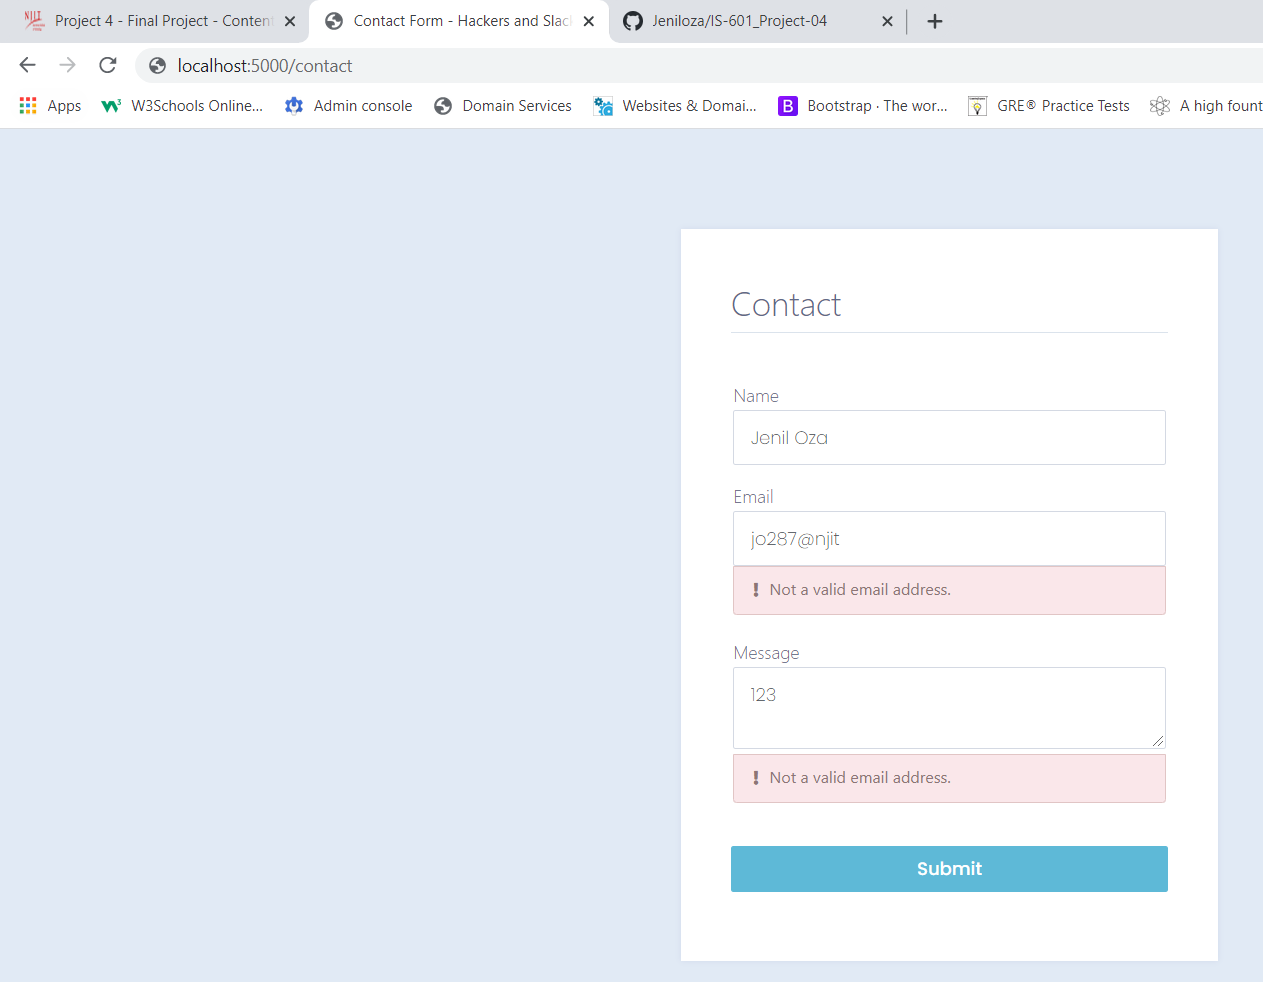 Project 4 - Final Project - Conten
Contact Form - Hackers and Slac
Jeniloza/IS-601_Project-04
localhost:5000/contact
Apps
W3Schools Online...
Admin console
Domain Services
Websites & Domai...
Bootstrap · The wor...
GRE® Practice Tests
A high fount
Contact
Name
Jenil Oza
Email
jo287@njit
Not a valid email address.
Message
123
Not a valid email address.
Submit